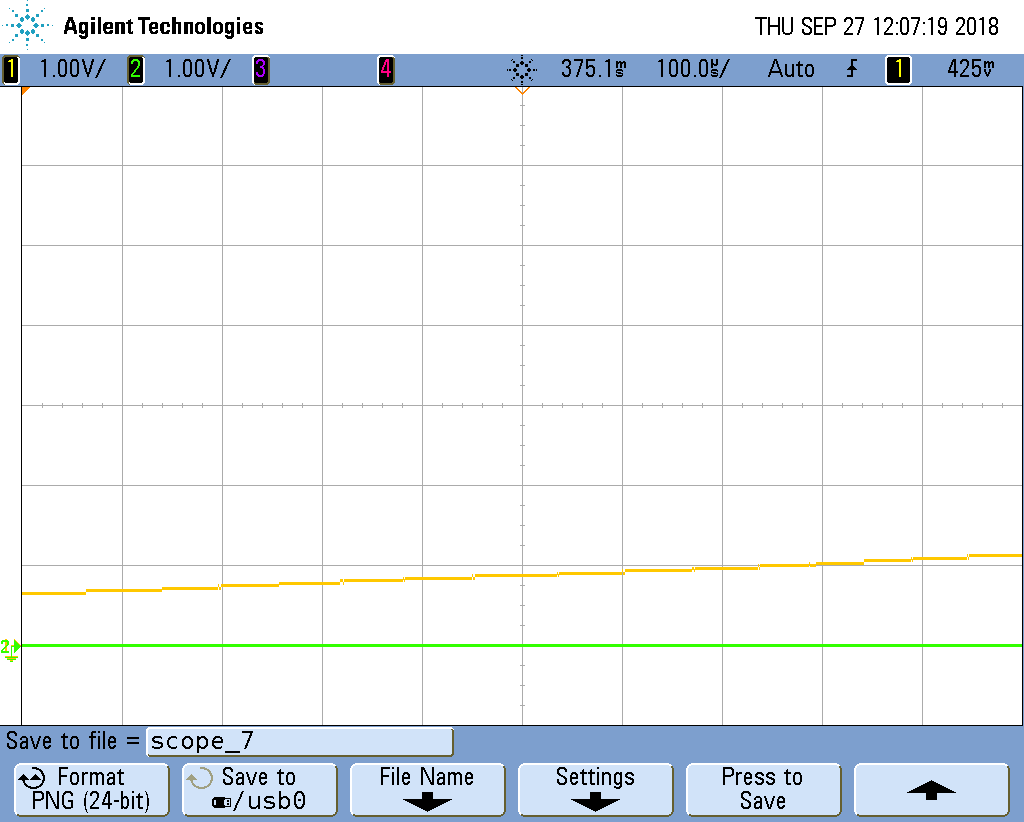 Agilent Technologies THU SEP 27 12:07:19 2018
1 1.00V/ 2 1.00V/ 3 4 375.1ms 100.0µs/ Auto 1 425mV
2
Save to file = scope_7
Format Save to File Name Settings Press to
PNG (24-bit) /usb0 Save